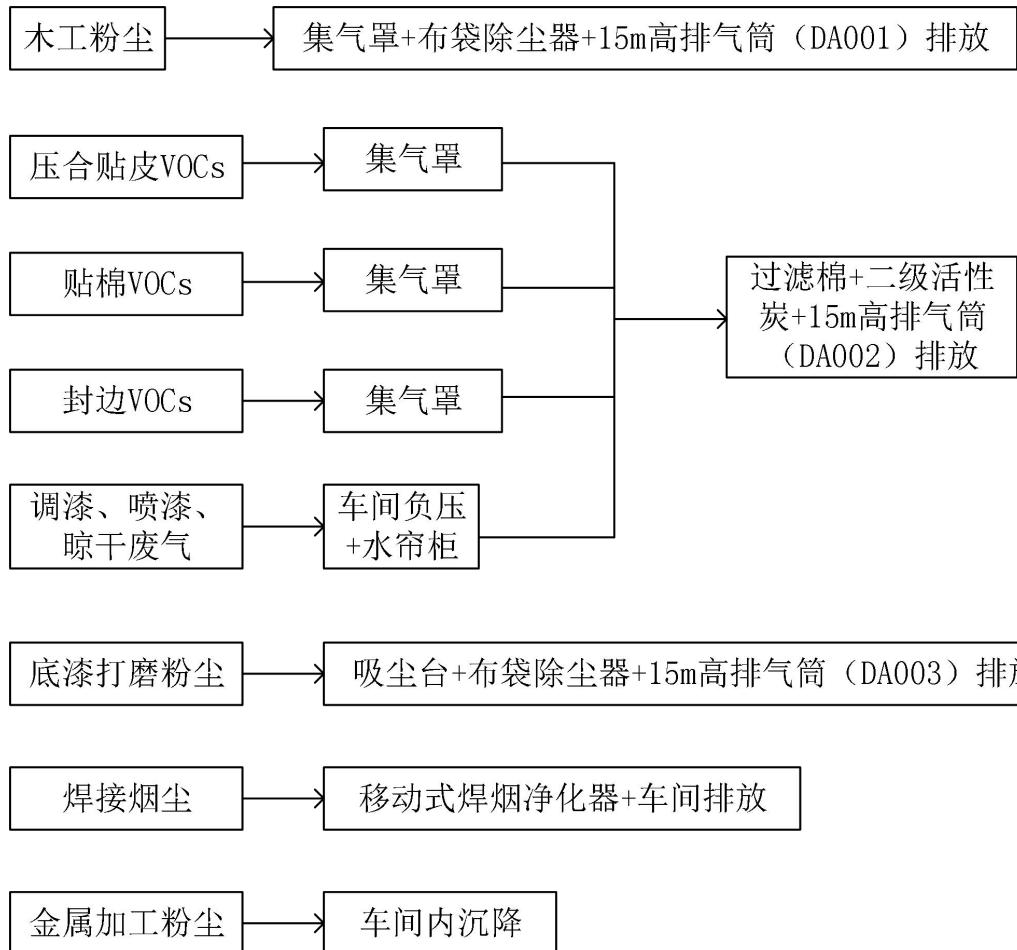 木工粉尘
集气罩+布袋除尘器+15m高排气筒（DA001）排放
压合贴皮VOCs
集气罩
贴棉VOCs
集气罩
过滤棉+二级活性
炭+15m高排气筒
（DA002）排放
封边VOCs
集气罩
调漆、喷漆、
晾干废气
车间负压
+水帘柜
底漆打磨粉尘
吸尘台+布袋除尘器+15m高排气筒（DA003）排
焊接烟尘
移动式焊烟净化器+车间排放
金属加工粉尘
车间内沉降